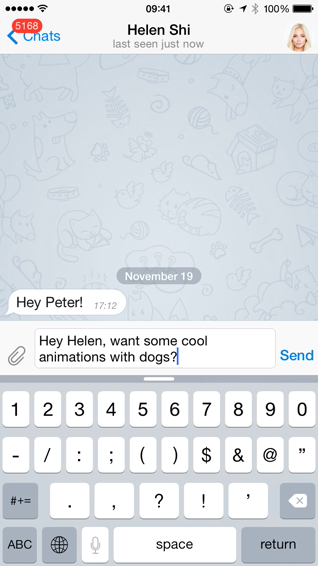 09:41
100%
5168
Chats
Helen Shi
last seen just now
November 19
Hey Peter! 17:12
Hey Helen, want some cool
animations with dogs?
Send
1 2 3 4 5 6 7 8 9 0
- / : ; ( ) $ & @ ”
#+= . , ? ! ’
ABC space return